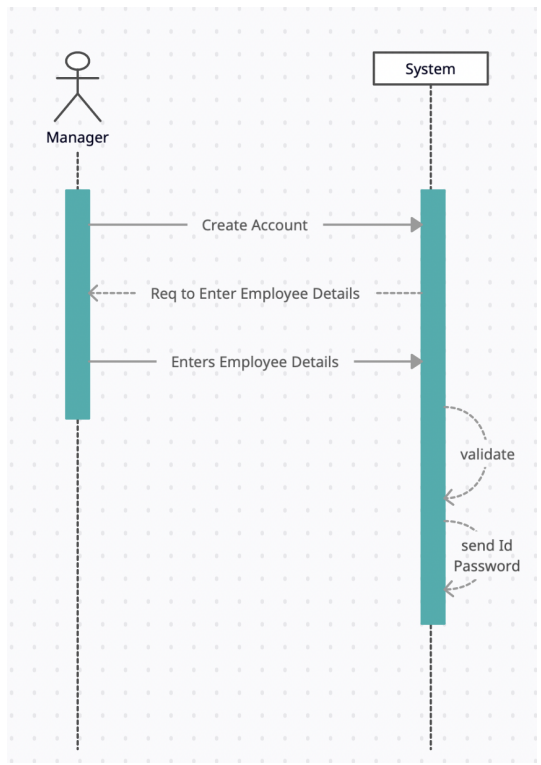 System
Manager
Create Account
Req to Enter Employee Details
Enters Employee Details
validate
send Id
Password